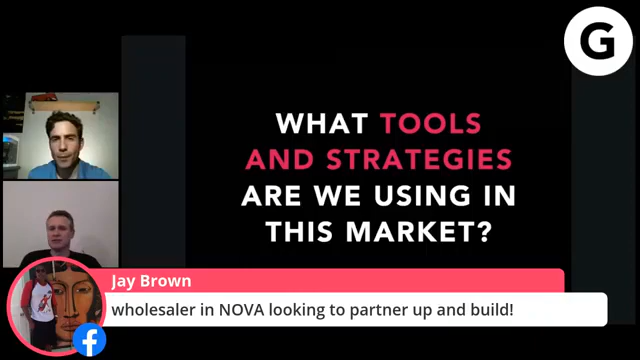 G
WHAT TOOLS
AND STRATEGIES
ARE WE USING IN
THIS MARKET?
Jay Brown
wholesaler in NOVA looking to partner up and build!